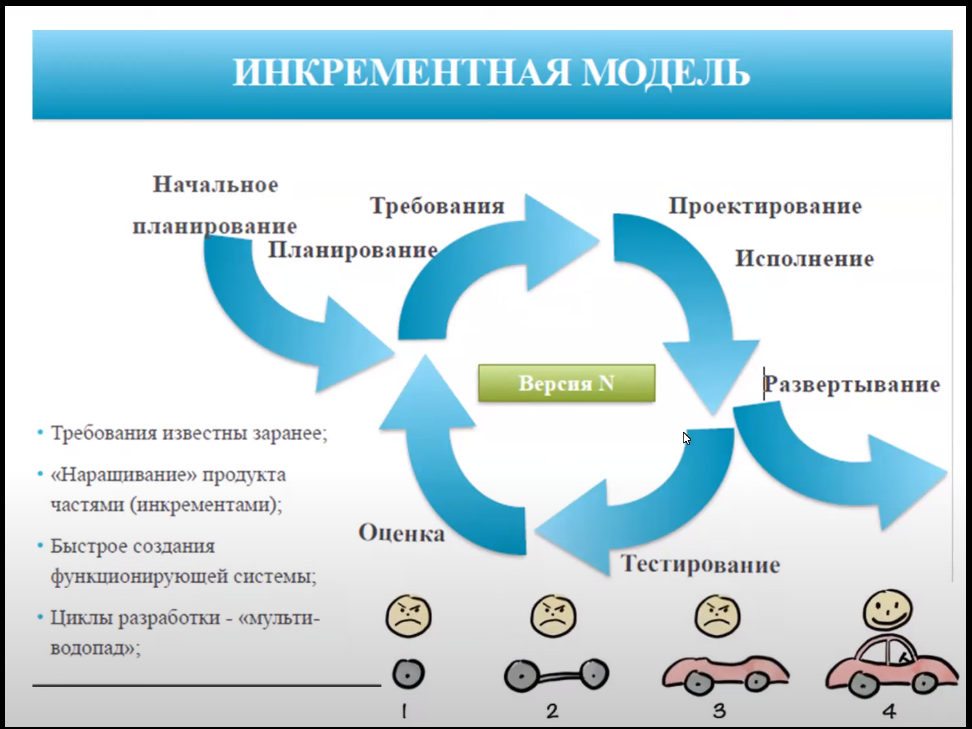 ИНКРЕМЕНТНАЯ МОДЕЛЬ
Начальное
планирование
Требования
Планирование
Проектирование
Исполнение
Версия N
Развертывание
Оценка
Тестирование
• Требования известны заранее;
• «Наращивание» продукта
частями (инкрементами);
• Быстрое создания
функционирующей системы;
• Циклы разработки - «мульти-
водопад»;
1 2 3 4